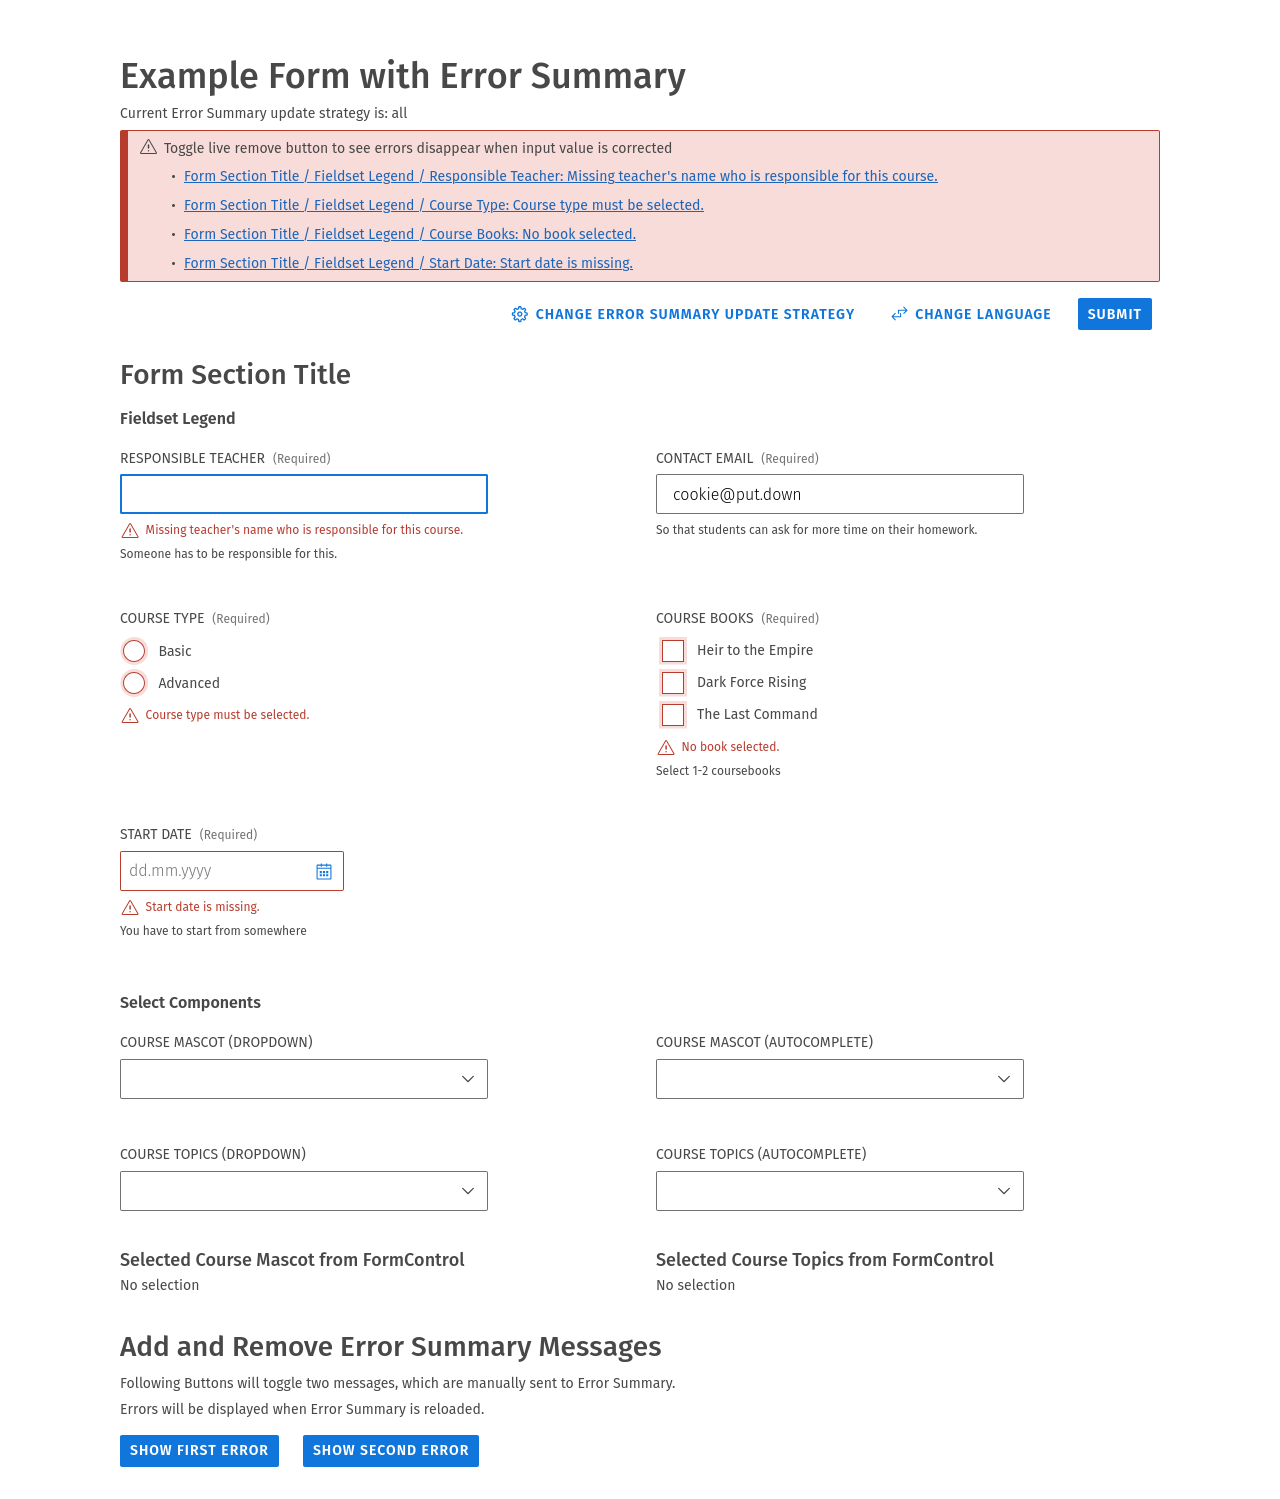 Example Form with Error Summary
Current Error Summary update strategy is: all
Toggle live remove button to see errors disappear when input value is corrected
• Form Section Title / Fieldset Legend / Responsible Teacher: Missing teacher's name who is responsible for this course.
• Form Section Title / Fieldset Legend / Course Type: Course type must be selected.
• Form Section Title / Fieldset Legend / Course Books: No book selected.
• Form Section Title / Fieldset Legend / Start Date: Start date is missing.
CHANGE ERROR SUMMARY UPDATE STRATEGY CHANGE LANGUAGE SUBMIT
Form Section Title
Fieldset Legend
RESPONSIBLE TEACHER (Required)
Missing teacher's name who is responsible for this course.
Someone has to be responsible for this.
CONTACT EMAIL (Required)
cookie@put.down
So that students can ask for more time on their homework.
COURSE TYPE (Required)
Basic
Advanced
Course type must be selected.
COURSE BOOKS (Required)
Heir to the Empire
Dark Force Rising
The Last Command
No book selected.
Select 1-2 coursebooks
START DATE (Required)
dd.mm.yyyy
Start date is missing.
You have to start from somewhere
Select Components
COURSE MASCOT (DROPDOWN)
COURSE MASCOT (AUTOCOMPLETE)
COURSE TOPICS (DROPDOWN)
COURSE TOPICS (AUTOCOMPLETE)
Selected Course Mascot from FormControl
No selection
Selected Course Topics from FormControl
No selection
Add and Remove Error Summary Messages
Following Buttons will toggle two messages, which are manually sent to Error Summary.
Errors will be displayed when Error Summary is reloaded.
SHOW FIRST ERROR SHOW SECOND ERROR